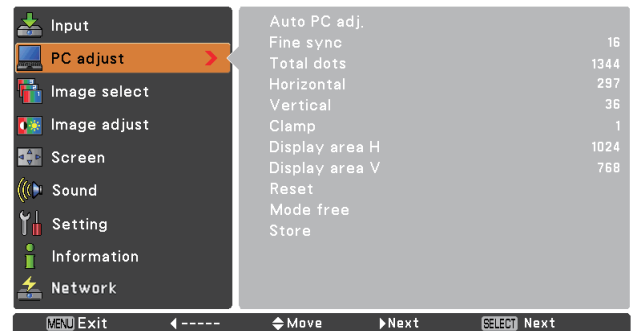 Input
PC adjust
Image select
Image adjust
Screen
Sound
Setting
Information
Network
Auto PC adj.
Fine sync 16
Total dots 1344
Horizontal 297
Vertical 36
Clamp 1
Display area H 1024
Display area V 768
Reset
Mode free
Store
MENU Exit ◀ ----- Move ▶Next SELECT Next